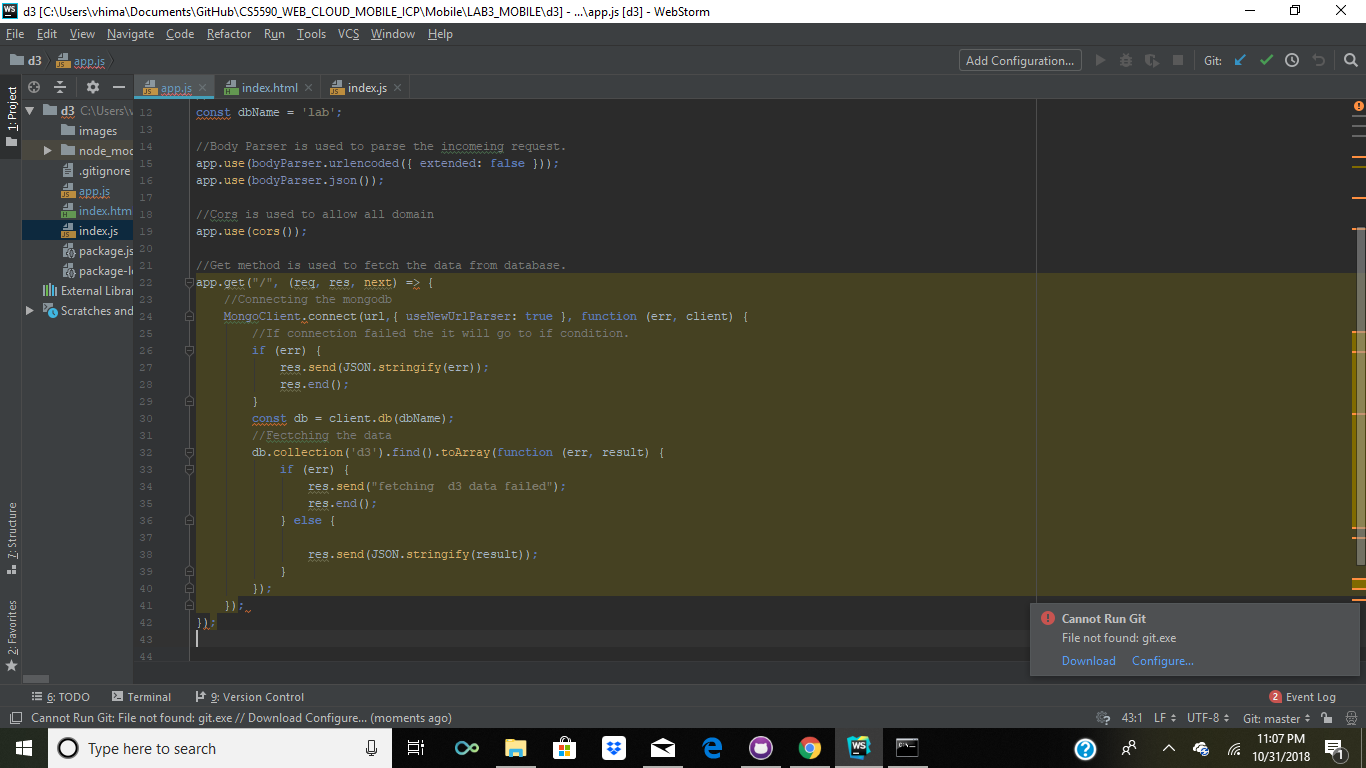 d3 [C:\Users\vhima\Documents\GitHub\CS5590_WEB_CLOUD_MOBILE_ICP\Mobile\LAB3_MOBILE\d3] - ...\app.js [d3] - WebStorm
File Edit View Navigate Code Refactor Run Tools VCS Window Help
d3 app.js Add Configuration... Git:
1: Project
app.js index.html index.js
d3 C:\Users\v
images
node_mod
.gitignore
app.js
index.htm
index.js
package.js
package-l
External Librar
Scratches and
12 const dbName = 'lab';
13
14 //Body Parser is used to parse the incomeing request.
15 app.use(bodyParser.urlencoded({ extended: false }));
16 app.use(bodyParser.json());
17
18 //Cors is used to allow all domain
19 app.use(cors());
20
21 //Get method is used to fetch the data from database.
22 app.get("/", (req, res, next) => {
23 //Connecting the mongodb
24 MongoClient.connect(url,{ useNewUrlParser: true }, function (err, client) {
25 //If connection failed the it will go to if condition.
26 if (err) {
27 res.send(JSON.stringify(err));
28 res.end();
29 }
30 const db = client.db(dbName);
31 //Fectching the data
32 db.collection('d3').find().toArray(function (err, result) {
33 if (err) {
34 res.send("fetching  d3 data failed");
35 res.end();
36 } else {
37
38 res.send(JSON.stringify(result));
39 }
40 });
41 });
42 });
43
44
7: Structure
2: Favorites
Cannot Run Git
File not found: git.exe
Download Configure...
6: TODO Terminal 9: Version Control 2 Event Log
Cannot Run Git: File not found: git.exe // Download Configure... (moments ago) 43:1 LF UTF-8 Git: master
Type here to search
WS
11:07 PM
10/31/2018
1